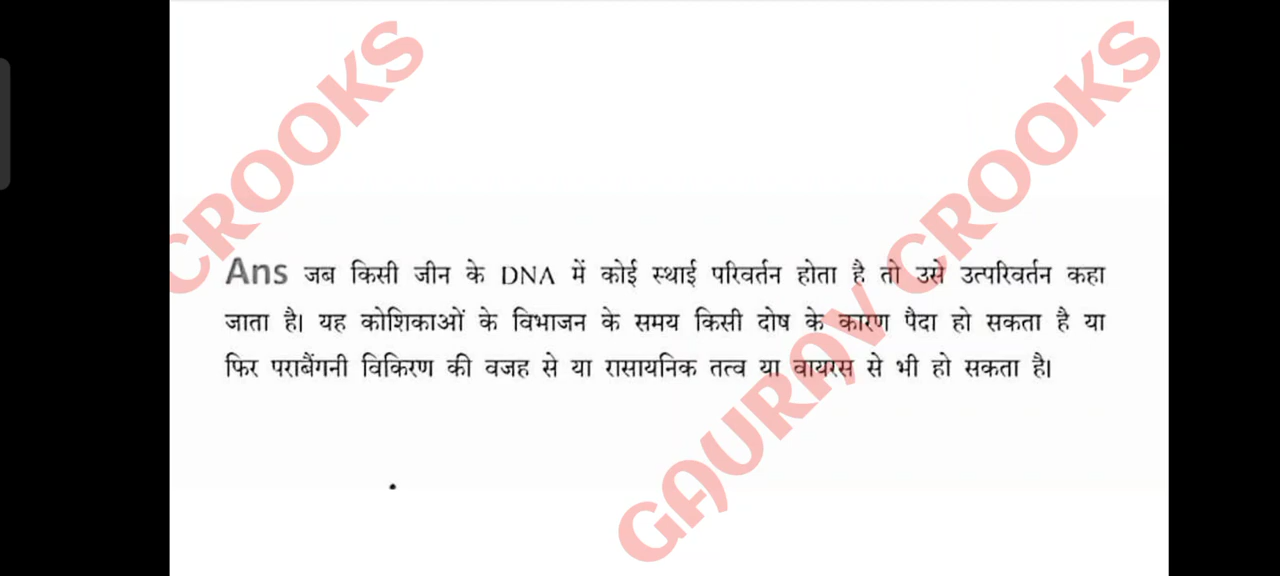 Ans जब किसी जीन के DNA में कोई स्थाई परिवर्तन होता है तो उसे उत्परिवर्तन कहा
जाता है। यह कोशिकाओं के विभाजन के समय किसी दोष के कारण पैदा हो सकता है या
फिर पराबैंगनी विकिरण की वजह से या रासायनिक तत्व या वायरस से भी हो सकता है।
CROOKS
GAURAV CROOKS